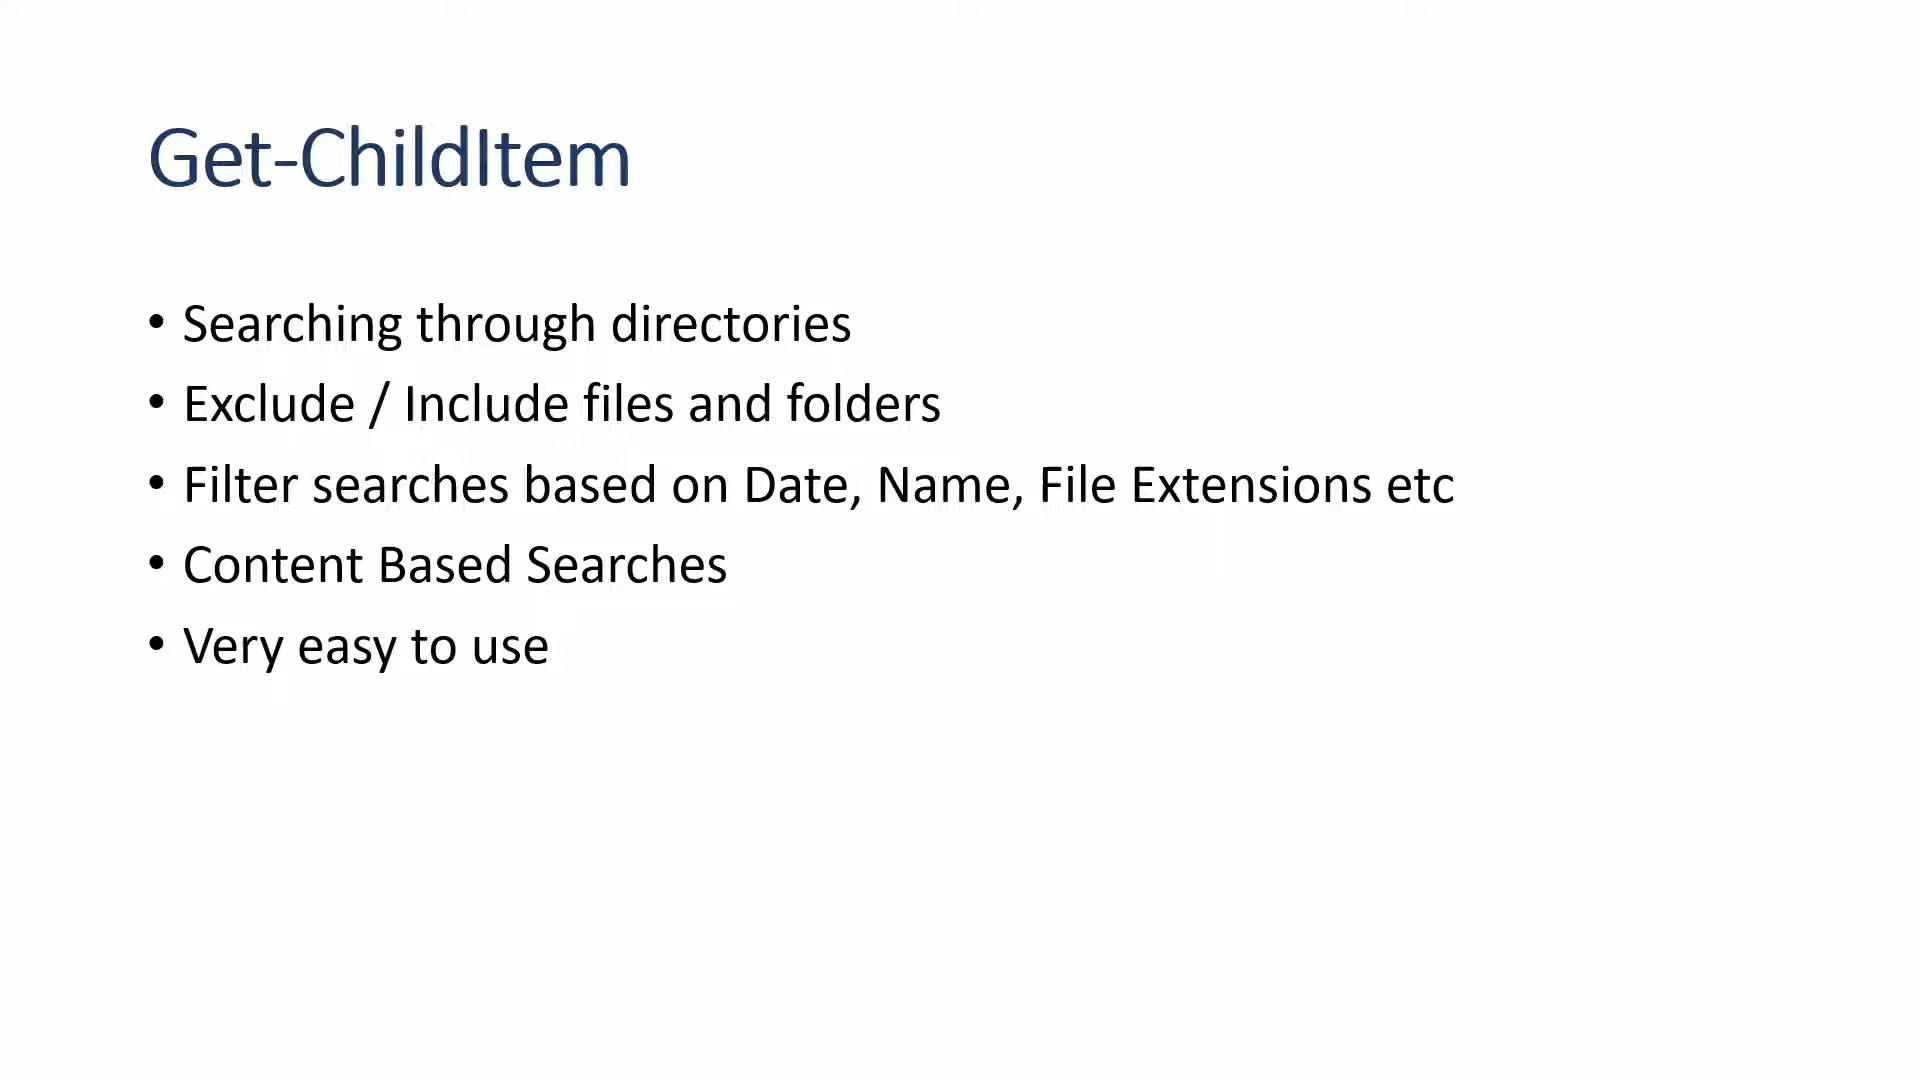 Get-ChildItem
• Searching through directories
• Exclude / Include files and folders
• Filter searches based on Date, Name, File Extensions etc
• Content Based Searches
• Very easy to use